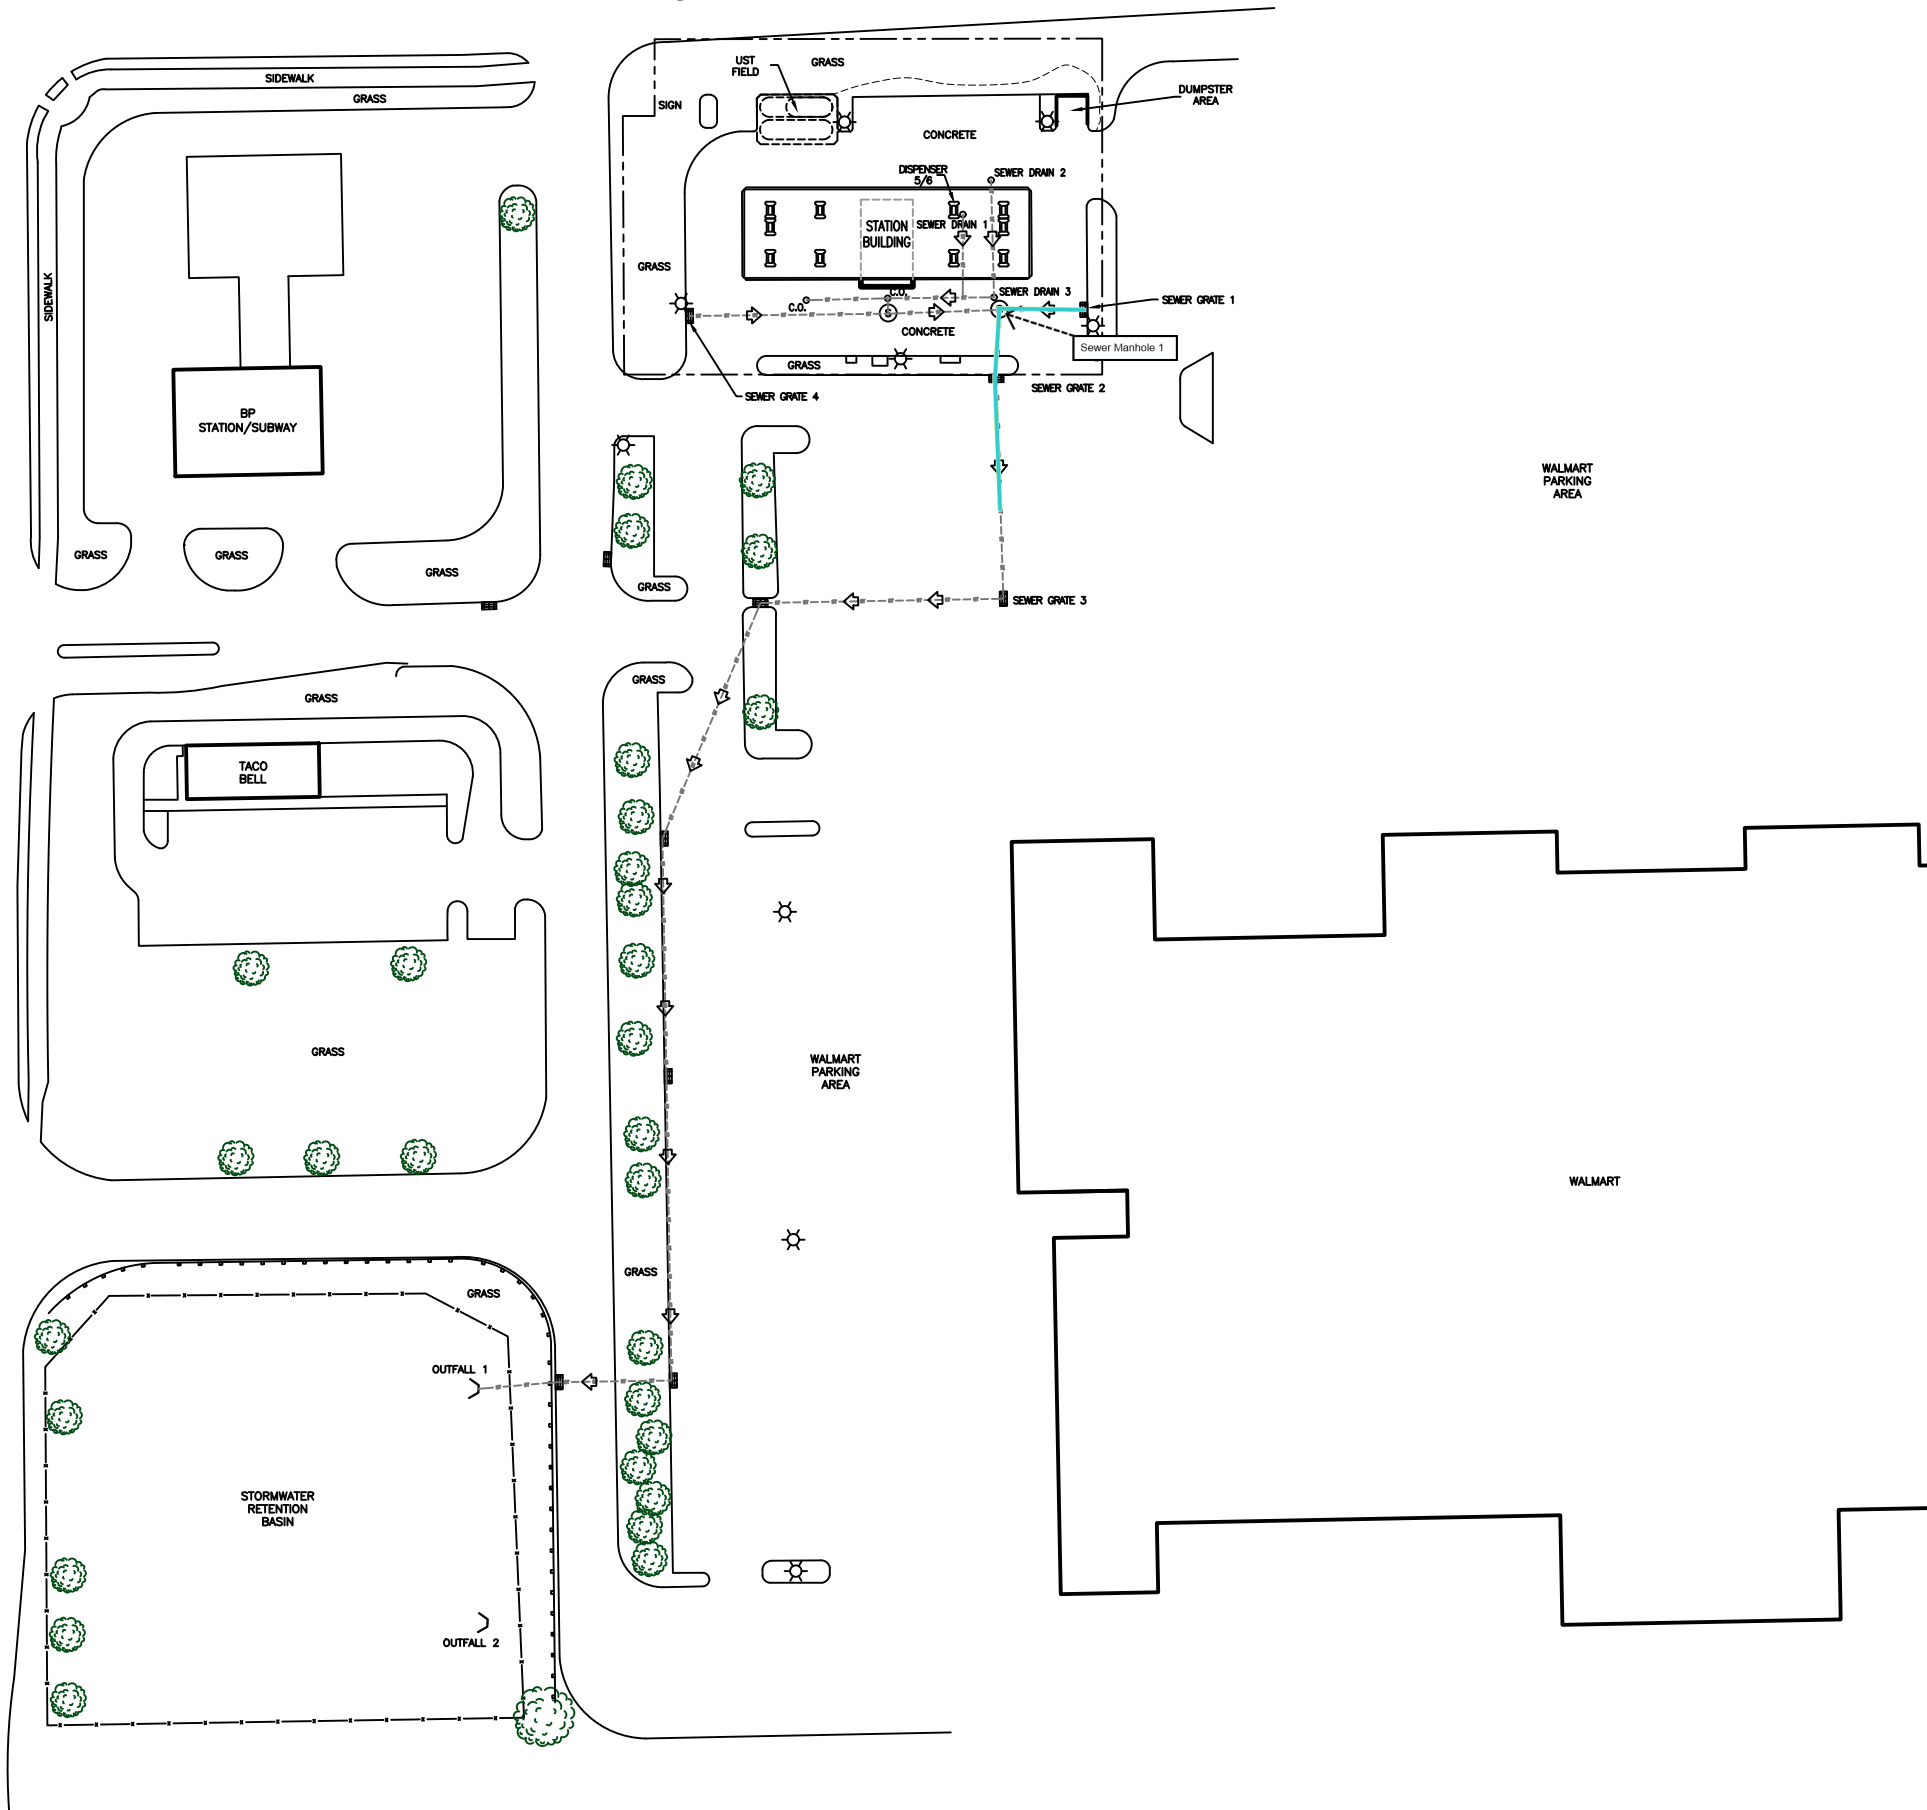 SIDEWALK
GRASS
UST
FIELD
GRASS
SIGN
DUMPSTER
AREA
CONCRETE
DISPENSER
5/6
SEWER DRAIN 2
STATION
BUILDING
SEWER DRAIN 1
SIDEWALK
GRASS
C.O.
C.O.
SEWER DRAIN 3
SEWER GRATE 1
S
CONCRETE
Sewer Manhole 1
GRASS
SEWER GRATE 2
SEWER GRATE 4
BP
STATION/SUBWAY
WALMART
PARKING
AREA
GRASS
GRASS
GRASS
GRASS
SEWER GRATE 3
GRASS
GRASS
TACO
BELL
GRASS
WALMART
PARKING
AREA
WALMART
GRASS
GRASS
OUTFALL 1
STORMWATER
RETENTION
BASIN
OUTFALL 2